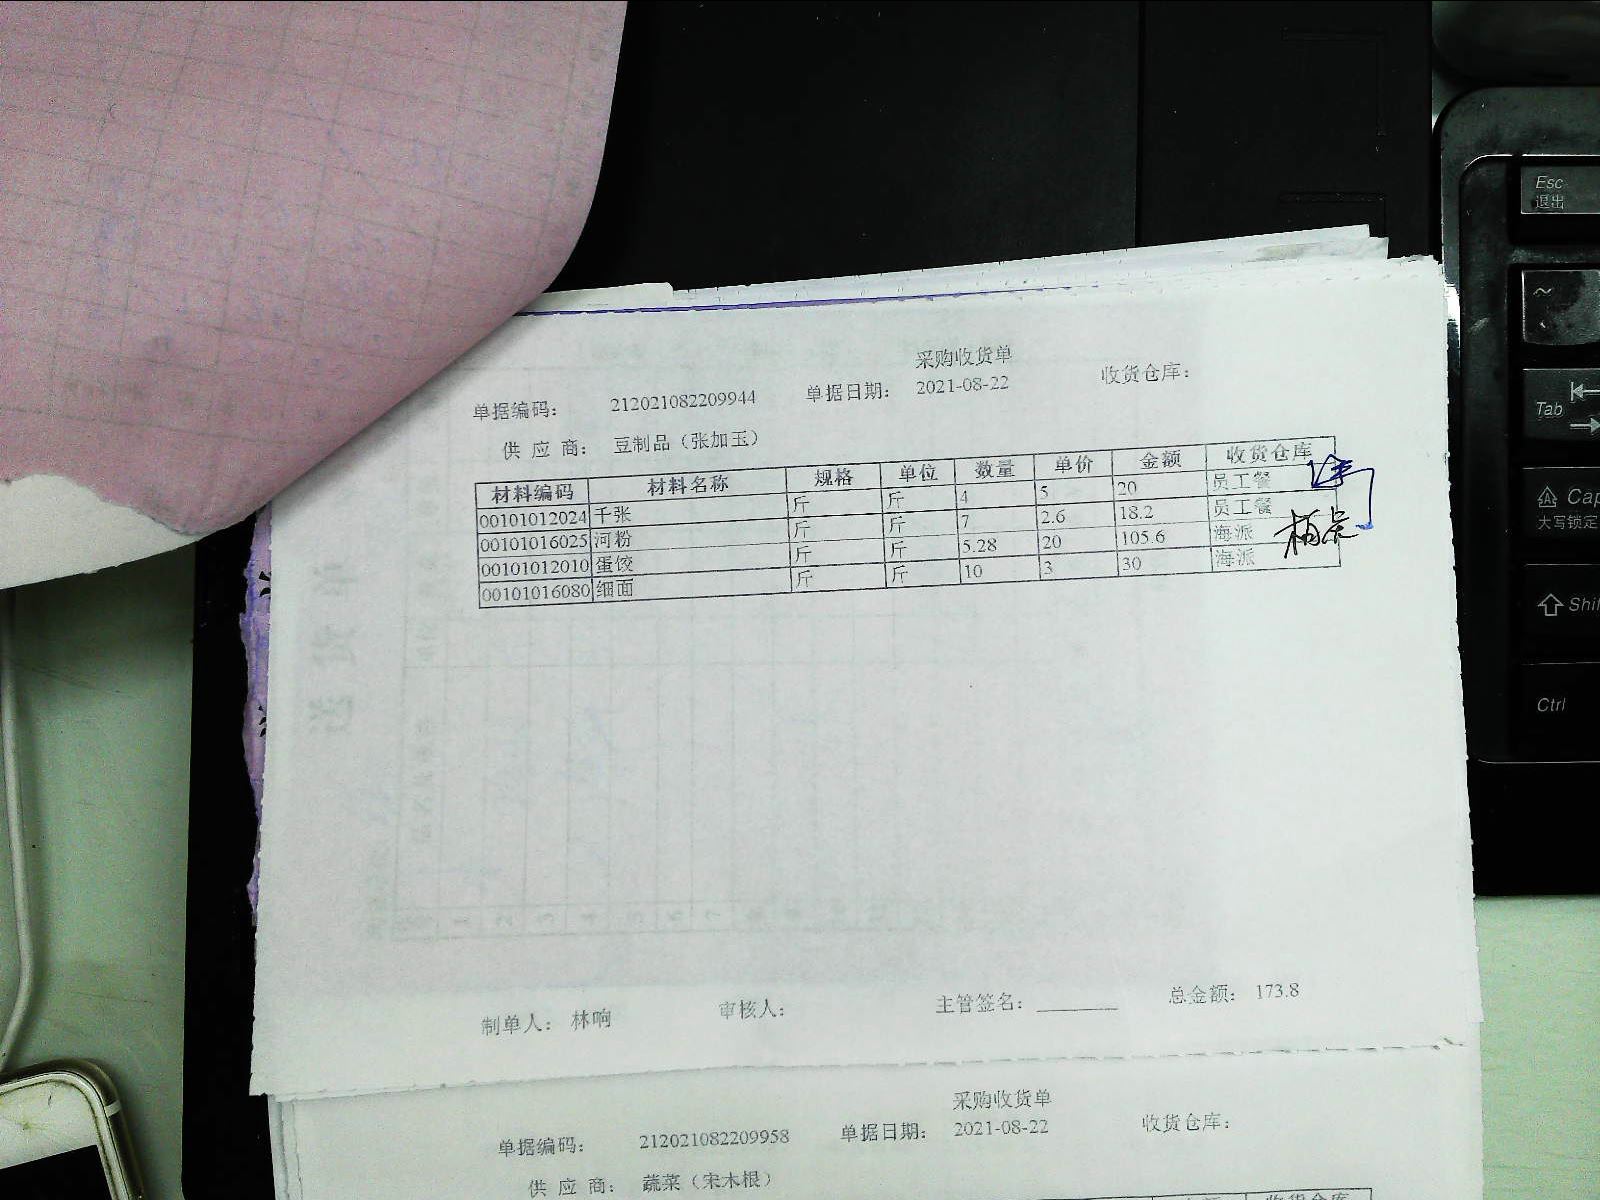 采购收货单
单据编码： 212021082209944 单据日期： 2021-08-22 收货仓库：
供 应 商： 豆制品（张加玉）
材料编码 材料名称 规格 单位 数量 单价 金额 收货仓库
00101012024 千张 斤 斤 4 5 20 员工餐
00101016025 河粉 斤 斤 7 2.6 18.2 员工餐
00101012010 蛋饺 斤 斤 5.28 20 105.6 海派
00101016080 细面 斤 斤 10 3 30 海派
制单人： 林响 审核人： 主管签名： 总金额： 173.8
采购收货单
单据编码： 212021082209958 单据日期： 2021-08-22 收货仓库：
供 应 商： 蔬菜（宋木根）
Esc
退出
~
Tab
Cap
大写锁定
Shif
Ctrl